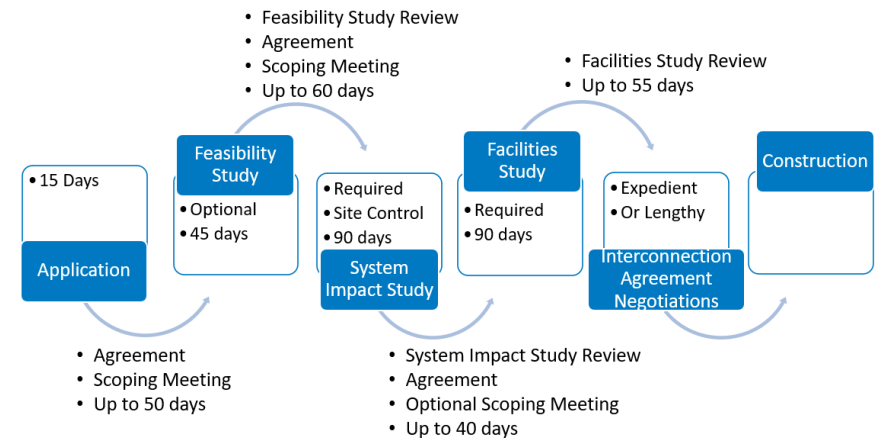 • Feasibility Study Review
• Agreement
• Scoping Meeting
• Up to 60 days
• Facilities Study Review
• Up to 55 days
• 15 Days
Application
Feasibility
Study
• Optional
• 45 days
• Required
• Site Control
• 90 days
System
Impact Study
Facilities
Study
• Required
• 90 days
• Expedient
• Or Lengthy
Interconnection
Agreement
Negotiations
Construction
• Agreement
• Scoping Meeting
• Up to 50 days
• System Impact Study Review
• Agreement
• Optional Scoping Meeting
• Up to 40 days